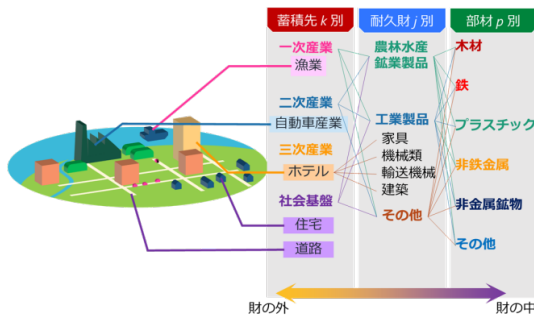 蓄積先 k 別
耐久財 j 別
部材 p 別
一次産業
漁業
二次産業
自動車産業
三次産業
ホテル
社会基盤
住宅
道路
農林水産
鉱業製品
工業製品
家具
機械類
輸送機械
建築
その他
木材
鉄
プラスチック
非鉄金属
非金属鉱物
その他
財の外
財の中